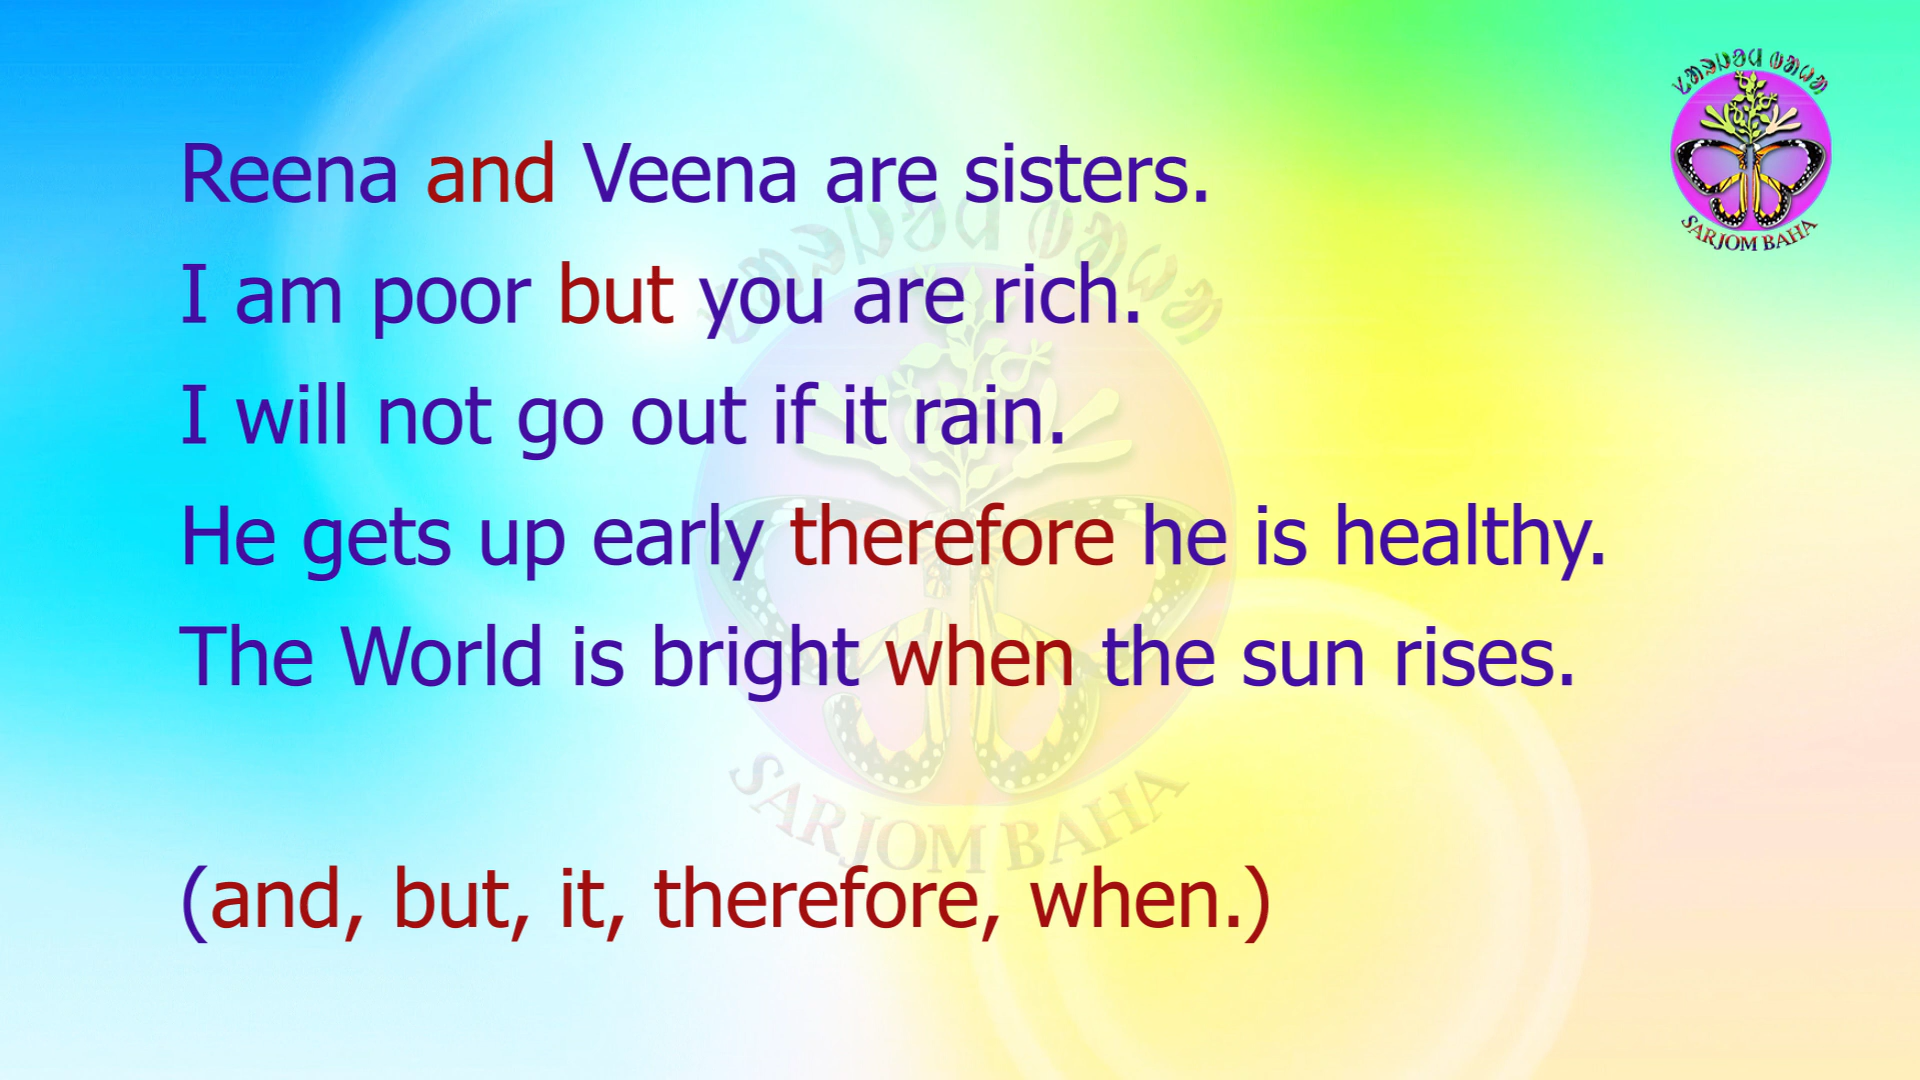 Reena and Veena are sisters.
I am poor but you are rich.
I will not go out if it rain.
He gets up early therefore he is healthy.
The World is bright when the sun rises.
(and, but, it, therefore, when.)
SARJOM BAHA
SARJOM BAHA